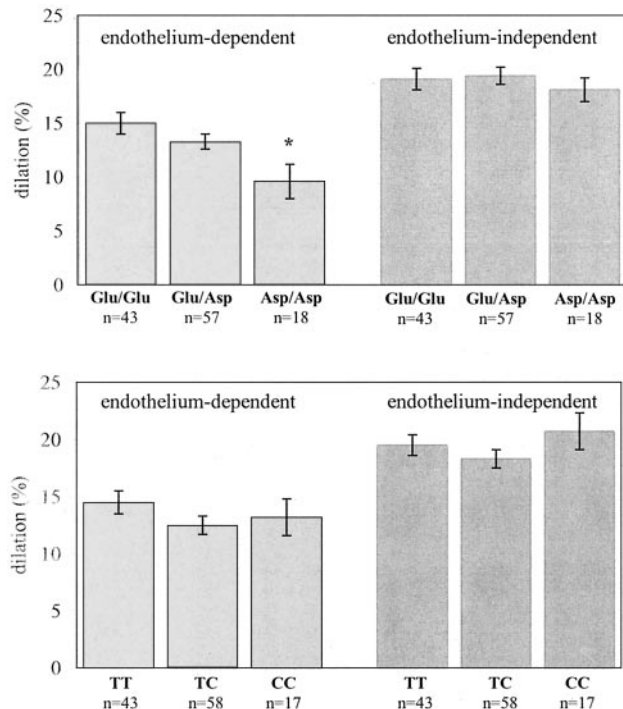 25
20
15
10
5
0
dilation (%)
endothelium-dependent
endothelium-independent
*
Glu/Glu Glu/Asp Asp/Asp Glu/Glu Glu/Asp Asp/Asp
n=43 n=57 n=18 n=43 n=57 n=18
25
20
15
10
5
0
dilation (%)
endothelium-dependent
endothelium-independent
TT TC CC TT TC CC
n=43 n=58 n=17 n=43 n=58 n=17